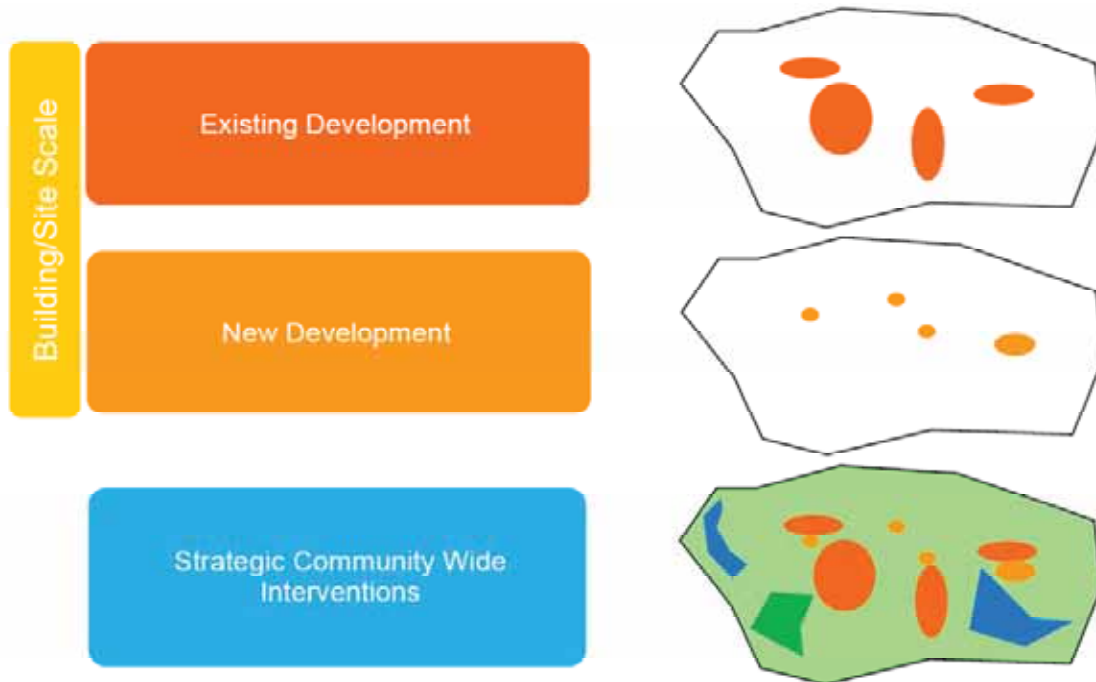 Building/Site Scale
Existing Development
New Development
Strategic Community Wide
Interventions